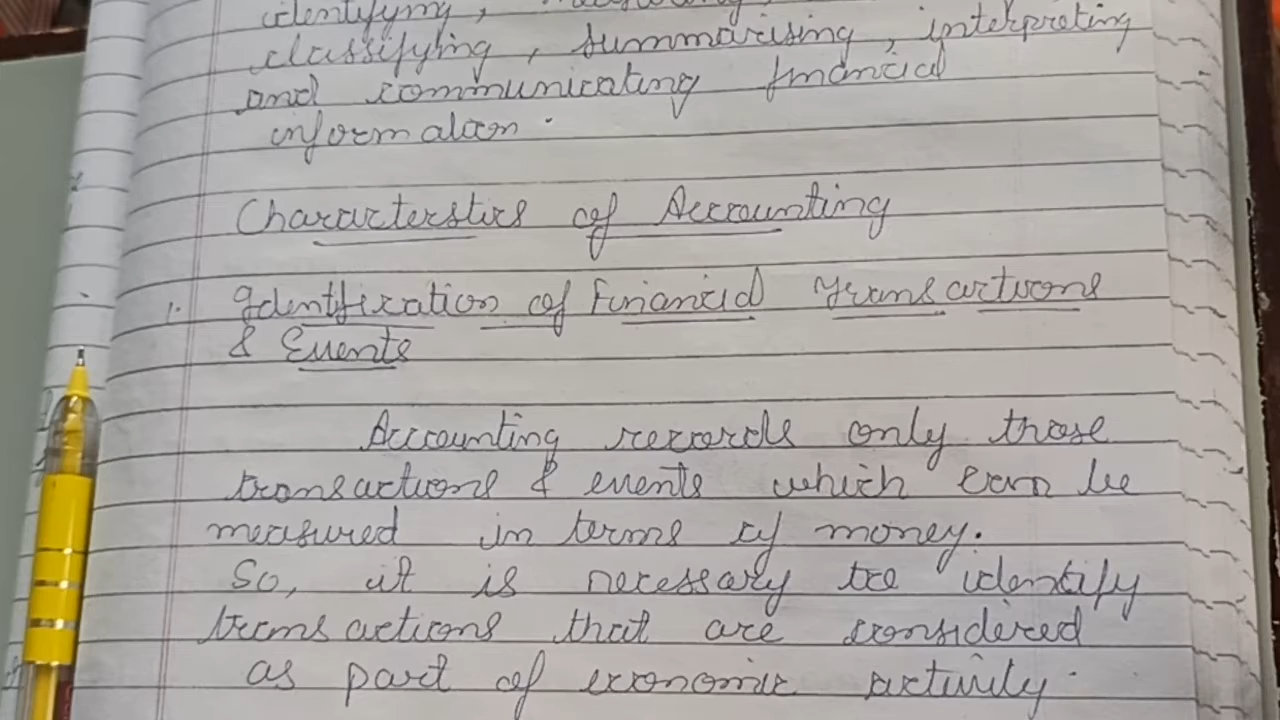 identifying,
classifying, summarising, interpreting
and communicating financial
information.
Characterstics of Accounting
1. Identification of Financial Transactions
& Events
Accounting records only those
transactions & events which can be
measured in terms of money.
So, it is necessary to identify
transactions that are considered
as part of economic activity.